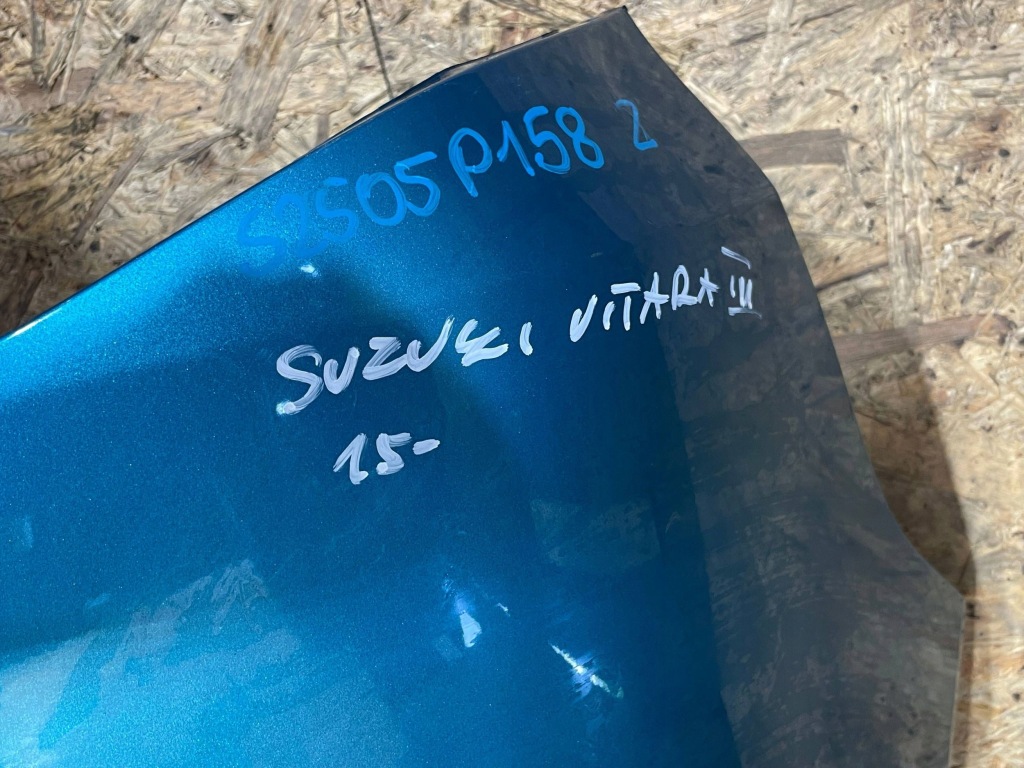 S2505P158 2
SUZUKI VITARA III
15-